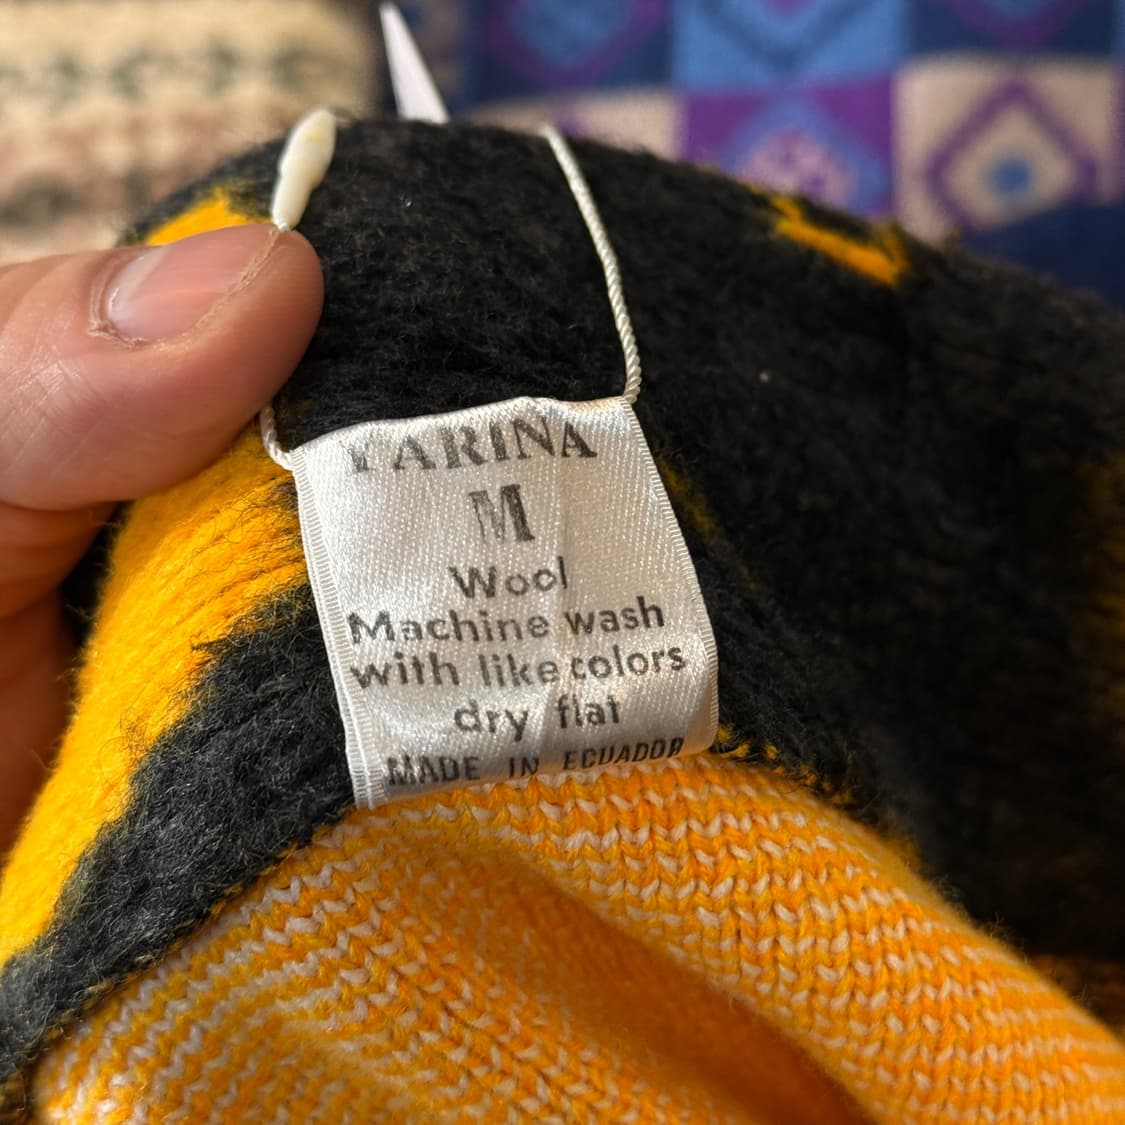 YARINA
M
Wool
Machine wash
with like colors
dry flat
MADE IN ECUADOR